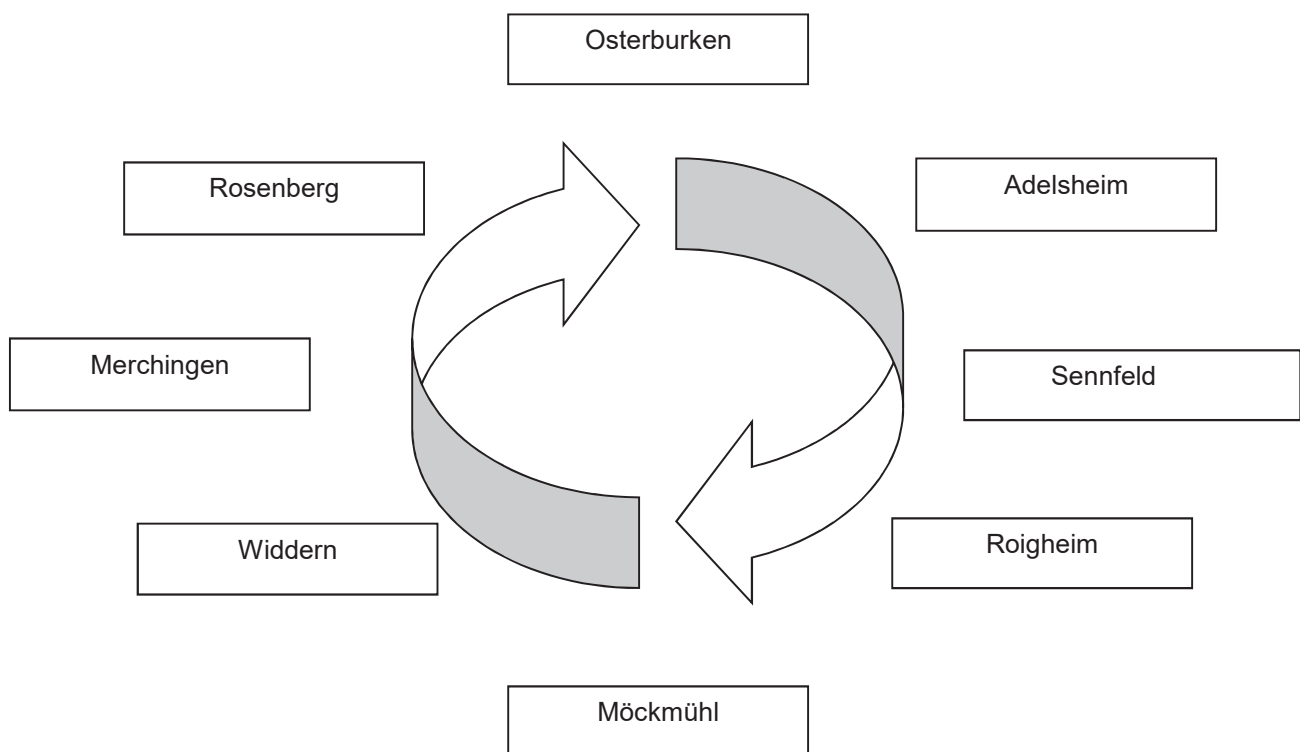 Osterburken
Rosenberg
Adelsheim
Merchingen
Sennfeld
Widdern
Roigheim
Möckmühl